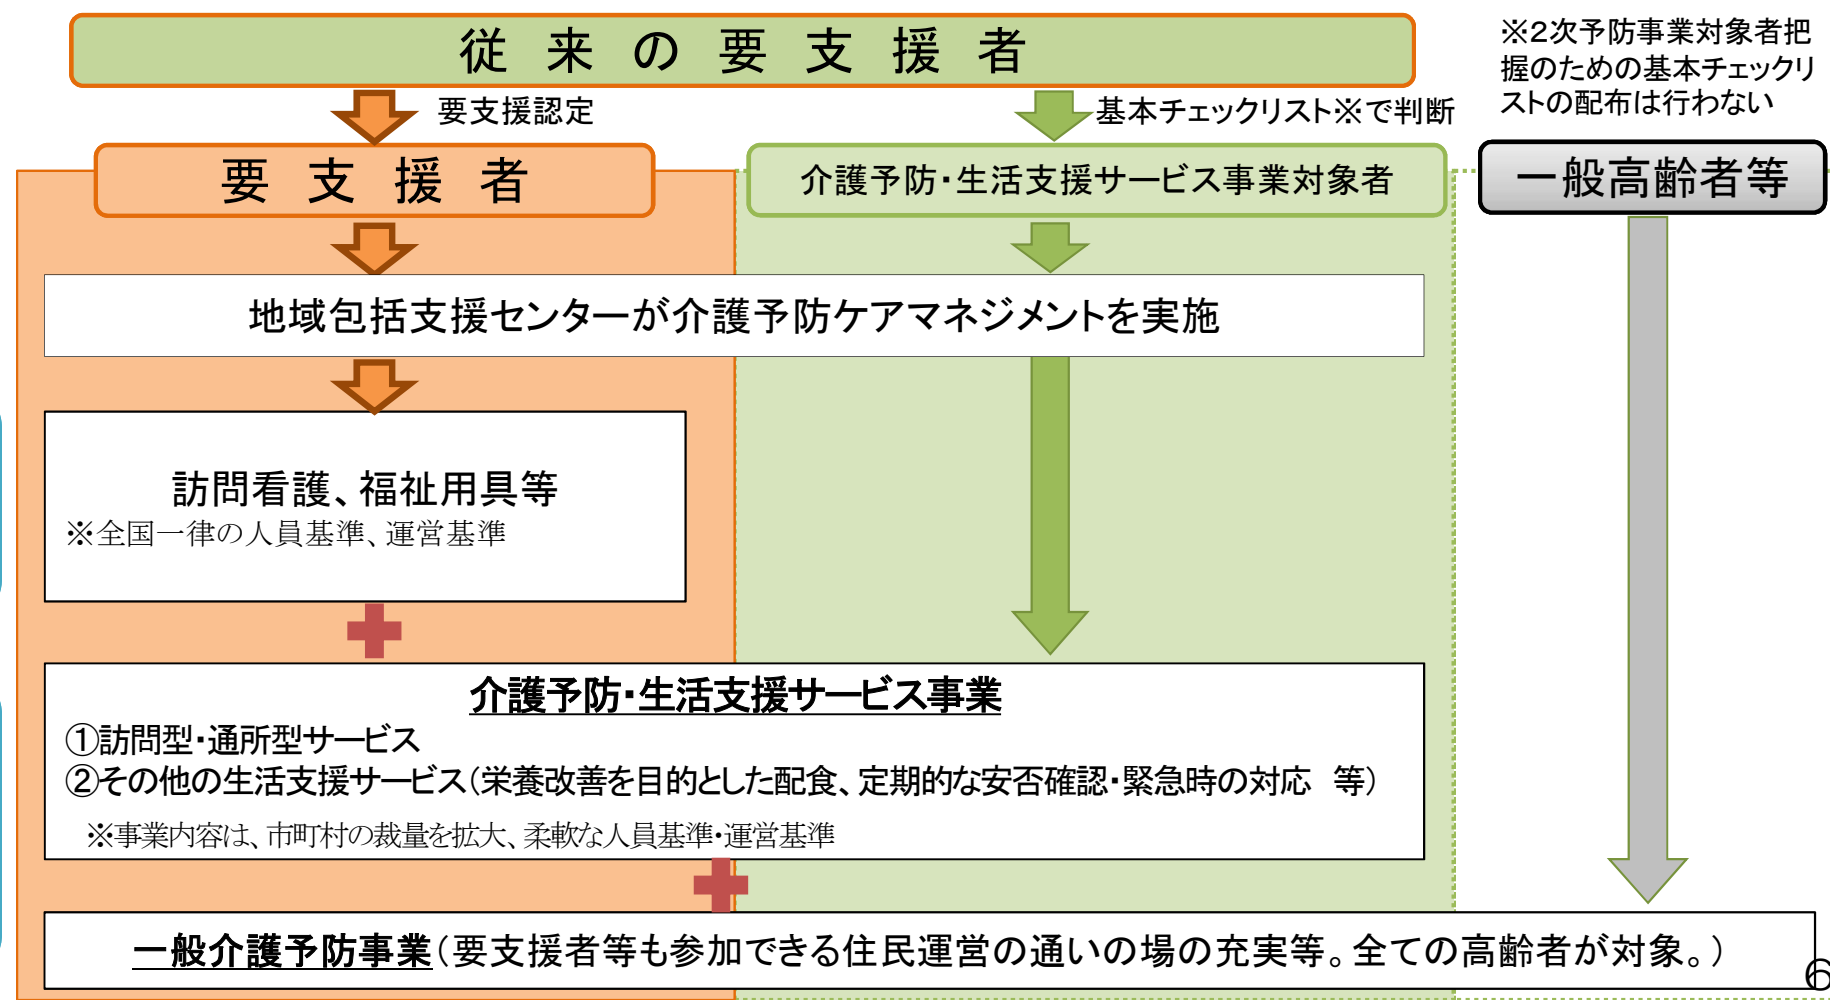 従来の要支援者
※2次予防事業対象者把
握のための基本チェックリ
ストの配布は行わない
要支援認定
基本チェックリスト※で判断
要支援者
介護予防・生活支援サービス事業対象者
一般高齢者等
地域包括支援センターが介護予防ケアマネジメントを実施
訪問看護、福祉用具等
※全国一律の人員基準、運営基準
介護予防・生活支援サービス事業
①訪問型・通所型サービス
②その他の生活支援サービス(栄養改善を目的とした配食、定期的な安否確認・緊急時の対応　等)
※事業内容は、市町村の裁量を拡大、柔軟な人員基準・運営基準
一般介護予防事業(要支援者等も参加できる住民運営の通いの場の充実等。全ての高齢者が対象。)
6